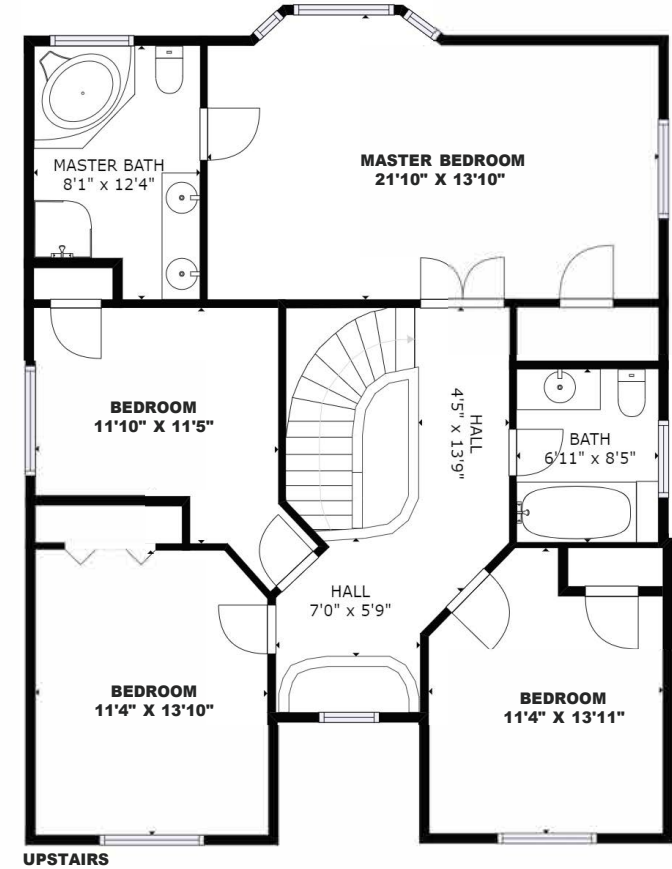 MASTER BATH
8'1" x 12'4"
MASTER BEDROOM
21'10" X 13'10"
BEDROOM
11'10" X 11'5"
HALL
4'5" x 13'9"
BATH
6'11" x 8'5"
HALL
7'0" x 5'9"
BEDROOM
11'4" X 13'10"
BEDROOM
11'4" X 13'11"
UPSTAIRS